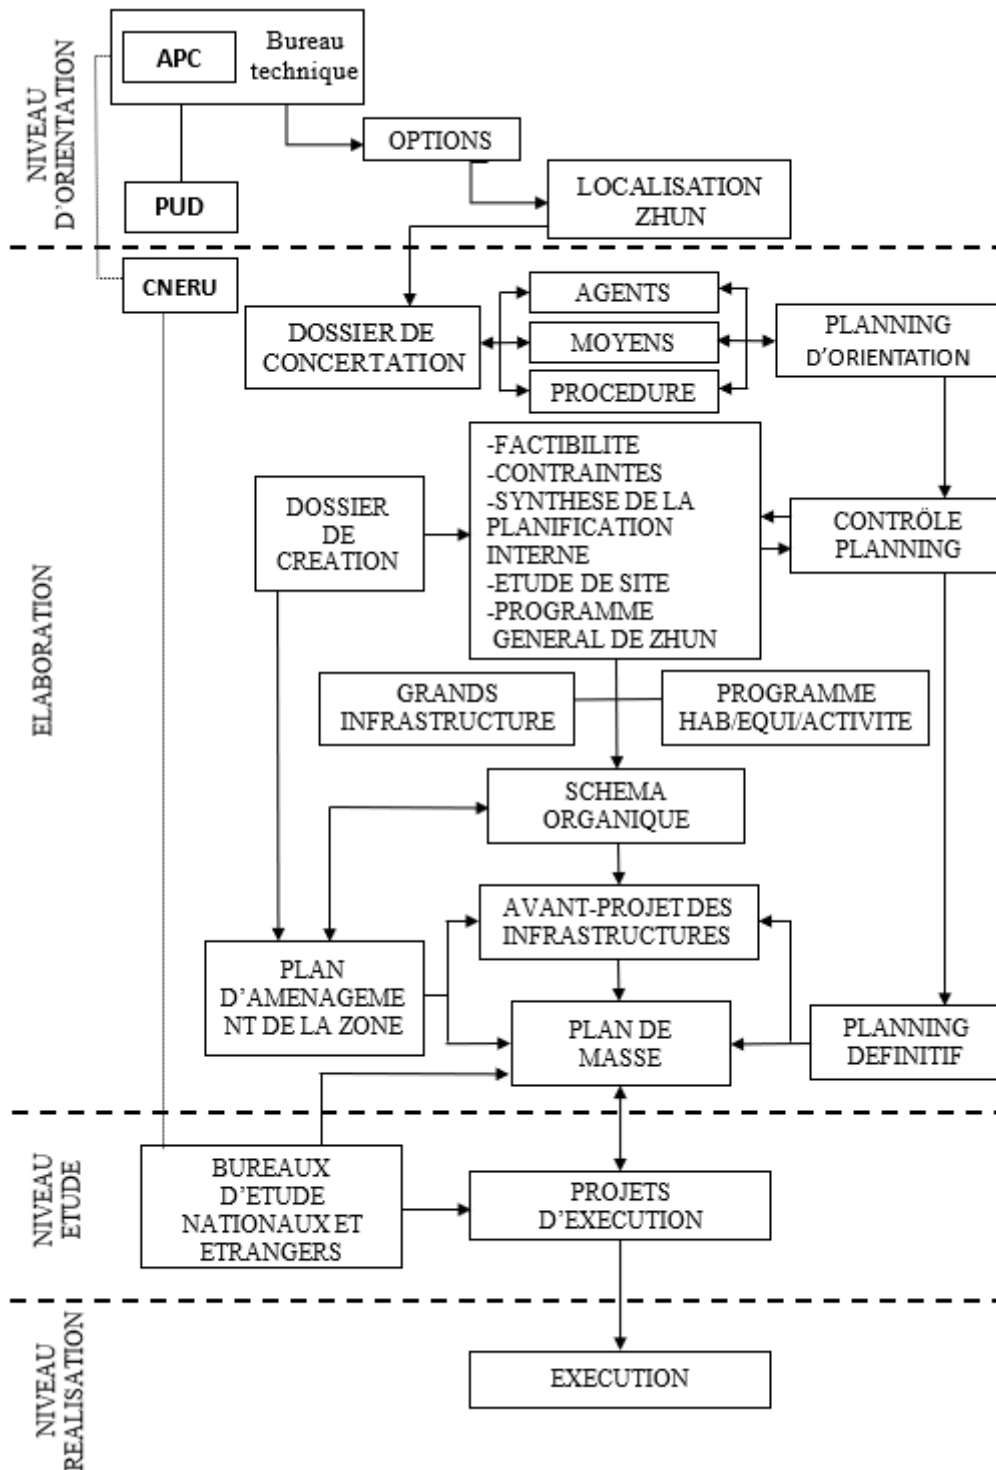 NIVEAU
D'ORIENTATION
APC
Bureau
technique
OPTIONS
PUD
LOCALISATION
ZHUN
ELABORATION
CNERU
DOSSIER DE
CONCERTATION
AGENTS
MOYENS
PROCEDURE
PLANNING
D'ORIENTATION
DOSSIER
DE
CREATION
-FACTIBILITE
-CONTRAINTES
-SYNTHESE DE LA
PLANIFICATION
INTERNE
-ETUDE DE SITE
-PROGRAMME
GENERAL DE ZHUN
CONTRÖLE
PLANNING
GRANDS
INFRASTRUCTURE
PROGRAMME
HAB/EQUI/ACTIVITE
SCHEMA
ORGANIQUE
AVANT-PROJET DES
INFRASTRUCTURES
PLAN
D'AMENAGEME
NT DE LA ZONE
PLAN DE
MASSE
PLANNING
DEFINITIF
NIVEAU
ETUDE
BUREAUX
D'ETUDE
NATIONAUX ET
ETRANGERS
PROJETS
D'EXECUTION
NIVEAU
REALISATION
EXECUTION